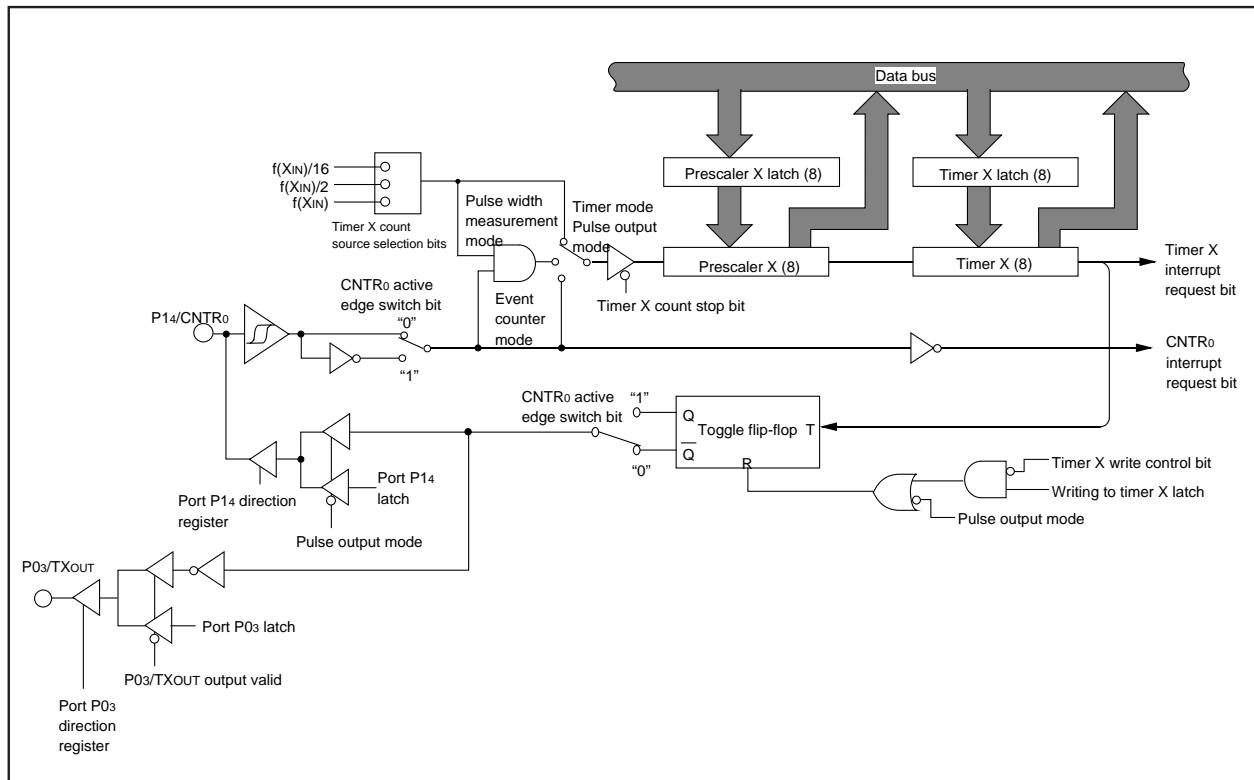 Data bus
f(XIN)/16
f(XIN)/2
f(XIN)
Timer X count
source selection bits
Prescaler X latch (8)
Timer X latch (8)
Pulse width
measurement
mode
Timer mode
Pulse output
mode
Prescaler X (8)
Timer X (8)
Timer X
interrupt
request bit
Timer X count stop bit
CNTR0 active
edge switch bit
Event
counter
mode
P14/CNTR0
“0”
“1”
CNTR0
interrupt
request bit
CNTR0 active
edge switch bit
“1”
“0”
Q
Toggle flip-flop T
Q
R
Timer X write control bit
Writing to timer X latch
Pulse output mode
Port P14
latch
Port P14 direction
register
Pulse output mode
P03/TXOUT
Port P03 latch
P03/TXOUT output valid
Port P03
direction
register